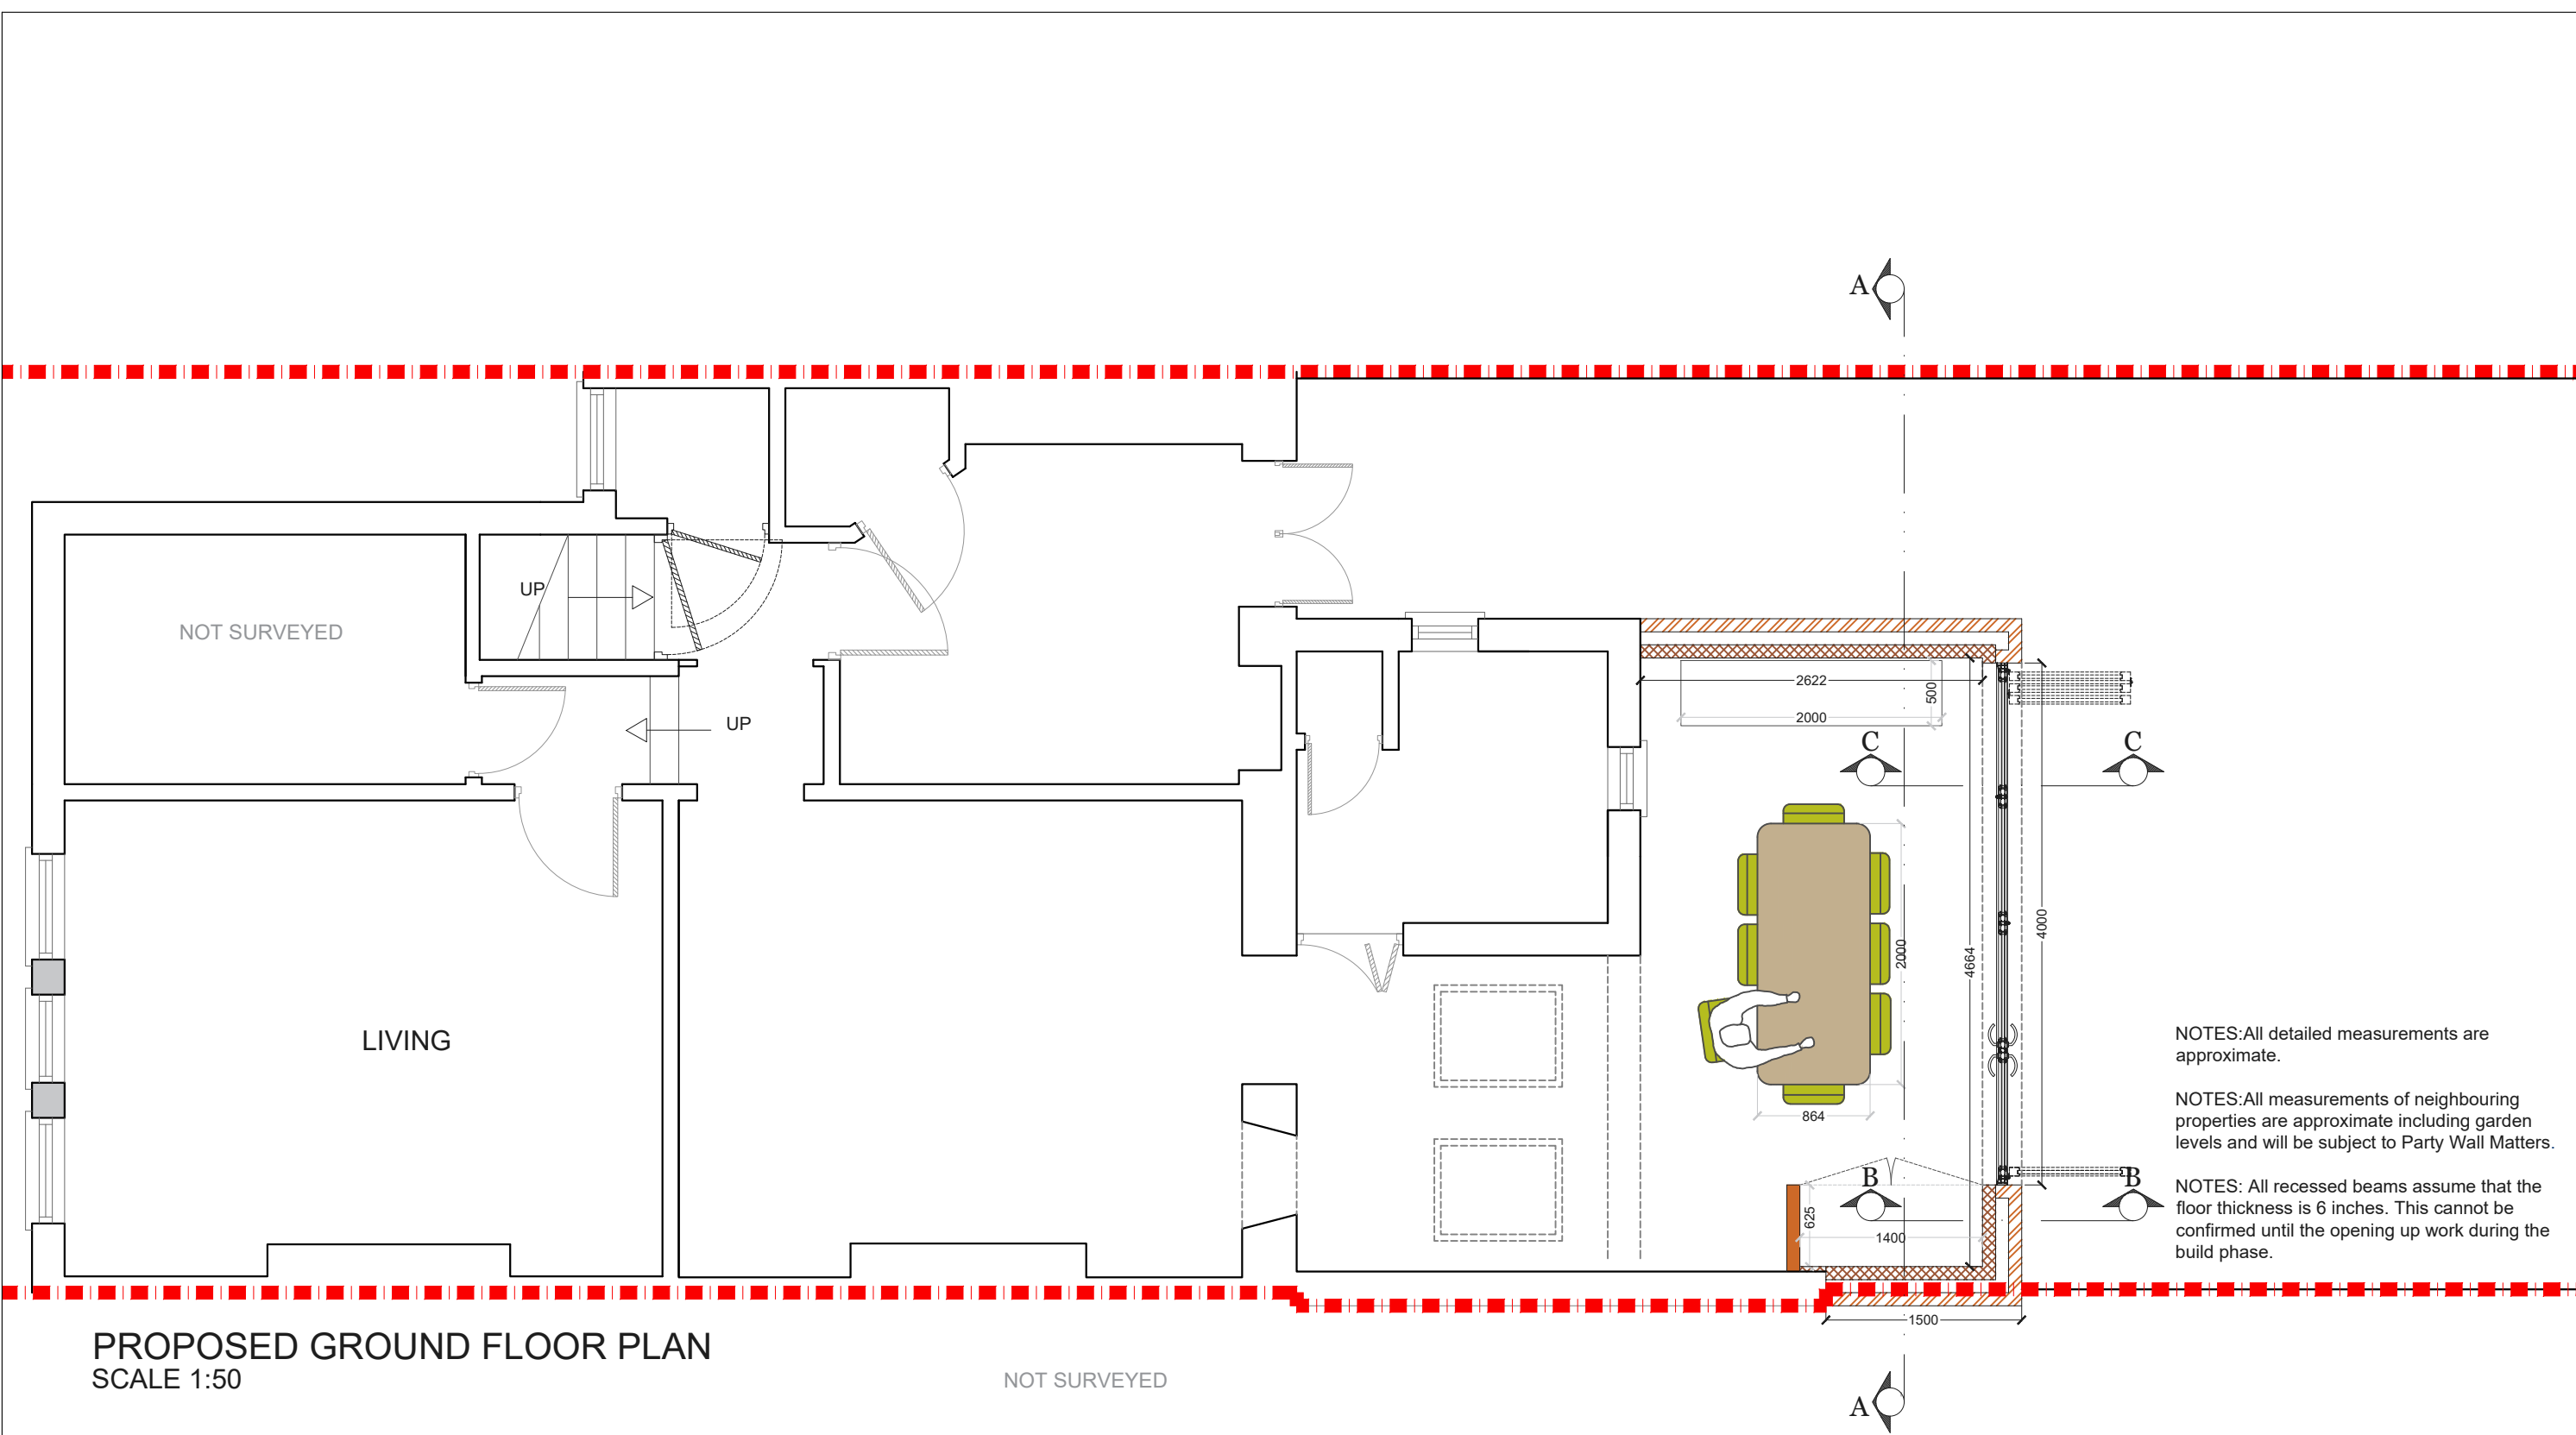 A
UP
NOT SURVEYED
UP
2622
500
2000
C
C
2000
4664
4000
LIVING
864
NOTES:All detailed measurements are
approximate.
NOTES:All measurements of neighbouring
properties are approximate including garden
levels and will be subject to Party Wall Matters.
NOTES: All recessed beams assume that the
floor thickness is 6 inches. This cannot be
confirmed until the opening up work during the
build phase.
B
B
625
1400
1500
PROPOSED GROUND FLOOR PLAN
SCALE 1:50
NOT SURVEYED
A